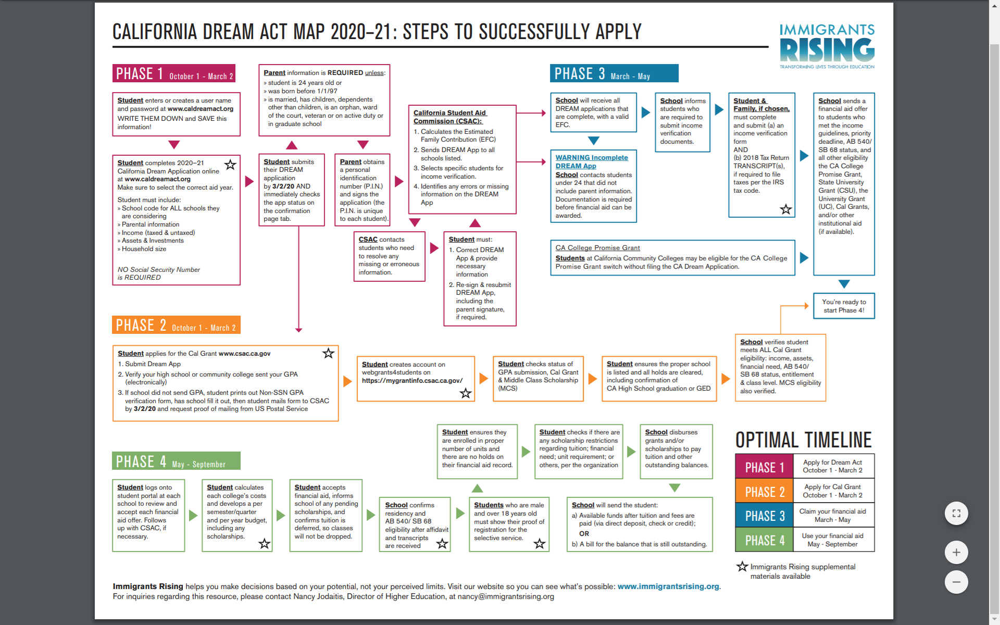 CALIFORNIA DREAM ACT MAP 2020–21: STEPS TO SUCCESSFULLY APPLY
IMMIGRANTS
RISING
TRANSFORMING LIVES THROUGH EDUCATION
PHASE 1 October 1 - March 2
Student enters or creates a user name
and password at www.caldreamact.org
WRITE THEM DOWN and SAVE this
information!
Student completes 2020–21
California Dream Application online
at www.caldreamact.org
Make sure to select the correct aid year.
Student must include:
» School code for ALL schools they
are considering
» Parental information
» Income (taxed & untaxed)
» Assets & Investments
» Household size
NO Social Security Number
is REQUIRED
Parent information is REQUIRED unless:
» student is 24 years old or
» was born before 1/1/97
» is married, has children, dependents
other than children, is an orphan, ward
of the court, veteran or on active duty or
in graduate school
Student submits
their DREAM
application
by 3/2/20 AND
immediately checks
the app status on
the confirmation
page tab.
Parent obtains
a personal
identification
number (P.I.N.)
and signs the
application (the
P.I.N. is unique
to each student).
California Student Aid
Commission (CSAC):
1. Calculates the Estimated
Family Contribution (EFC)
2. Sends DREAM App to all
schools listed.
3. Selects specific students for
income verification.
4. Identifies any errors or missing
information on the DREAM
App
CSAC contacts
students who need
to resolve any
missing or erroneous
information.
Student must:
1. Correct DREAM
App & provide
necessary
information
2. Re-sign & resubmit
DREAM App,
including the
parent signature,
if required.
PHASE 3 March - May
School will receive all
DREAM applications that
are complete, with a valid
EFC.
WARNING Incomplete
DREAM App
School contacts students
under 24 that did not
include parent information.
Documentation is required
before financial aid can be
awarded.
School informs
students who
are required to
submit income
verification
documents.
Student &
Family, if chosen,
must complete
and submit (a) an
income verification
form
AND
(b) 2018 Tax Return
TRANSCRIPT(s),
if required to file
taxes per the IRS
tax code.
School sends a
financial aid offer
to students who
met the income
guidelines, priority
deadline, AB 540/
SB 68 status, and
all other eligibility
the CA College
Promise Grant,
State University
Grant (CSU), the
University Grant
(UC), Cal Grants,
and/or other
institutional aid
(if available).
CA College Promise Grant
Students at California Community Colleges may be eligible for the CA College
Promise Grant switch without filing the CA Dream Application.
You're ready to
start Phase 4!
PHASE 2 October 1 - March 2
Student applies for the Cal Grant www.csac.ca.gov
1. Submit Dream App
2. Verify your high school or community college sent your GPA
(electronically)
3. If school did not send GPA, student prints out Non-SSN GPA
verification form, has school fill it out, then student mails form to CSAC
by 3/2/20 and request proof of mailing from US Postal Service
Student creates account on
webgrants4students on
https://mygrantinfo.csac.ca.gov/
Student checks status of
GPA submission, Cal Grant
& Middle Class Scholarship
(MCS)
Student ensures the proper school
is listed and all holds are cleared,
including confirmation of
CA High School graduation or GED
School verifies student
meets ALL Cal Grant
eligibility: income, assets,
financial need, AB 540/
SB 68 status, entitlement
& class level. MCS eligibility
also verified.
PHASE 4 May - September
Student logs onto
student portal at each
school to review and
accept each financial
aid offer. Follows
up with CSAC, if
necessary.
Student calculates
each college's costs
and develops a per
semester/quarter
and per year budget,
including any
scholarships.
Student accepts
financial aid, informs
school of any pending
scholarships, and
confirms tuition is
deferred, so classes
will not be dropped.
School confirms
residency and
AB 540/ SB 68
eligibility after affidavit
and transcripts
are received
Students who are male
and over 18 years old
must show their proof of
registration for the
selective service.
Student ensures they
are enrolled in proper
number of units and
there are no holds on
their financial aid record.
Student checks if there are
any scholarship restrictions
regarding tuition; financial
need; unit requirement; or
others, per the organization
School disburses
grants and/or
scholarships to pay
tuition and other
outstanding balances.
School will send the student:
a) Available funds after tuition and fees are
paid (via direct deposit, check or credit);
OR
b) A bill for the balance that is still outstanding.
OPTIMAL TIMELINE
PHASE 1 Apply for Dream Act
October 1 - March 2
PHASE 2 Apply for Cal Grant
October 1 - March 2
PHASE 3 Claim your financial aid
March - May
PHASE 4 Use your financial aid
May - September
Immigrants Rising supplemental
materials available
Immigrants Rising helps you make decisions based on your potential, not your perceived limits. Visit our website so you can see what's possible: www.immigrantsrising.org.
For inquiries regarding this resource, please contact Nancy Jodaitis, Director of Higher Education, at nancy@immigrantsrising.org